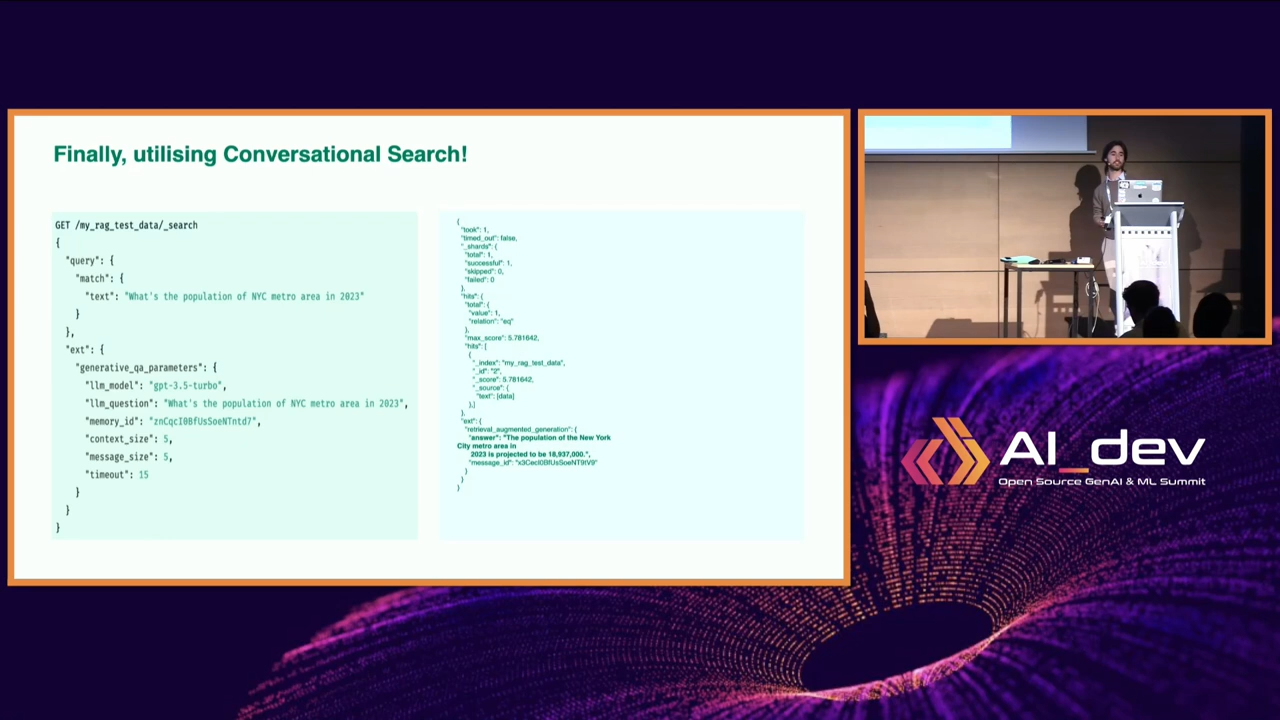 Finally, utilising Conversational Search!
GET /my_rag_test_data/_search
{
"query": {
"match": {
"text": "What's the population of NYC metro area in 2023"
}
},
"ext": {
"generative_qa_parameters": {
"llm_model": "gpt-3.5-turbo",
"llm_question": "What's the population of NYC metro area in 2023",
"memory_id": "znCqcI0BfUsSoeNTntd7",
"context_size": 5,
"message_size": 5,
"timeout": 15
}
}
}
{
"took": 1,
"timed_out": false,
"_shards": {
"total": 1,
"successful": 1,
"skipped": 0,
"failed": 0
},
"hits": {
"total": {
"value": 1,
"relation": "eq"
},
"max_score": 5.781642,
"hits": [
{
"_index": "my_rag_test_data",
"_id": "2",
"_score": 5.781642,
"_source": {
"text": [data]
},]
},
"ext": {
"retrieval_augmented_generation": {
"answer": "The population of the New York
City metro area in
2023 is projected to be 18,937,000.",
"message_id": "x3CecI0BfUsSoeNT9tV9"
}
}
}
AI_dev
Open Source GenAI & ML Summit